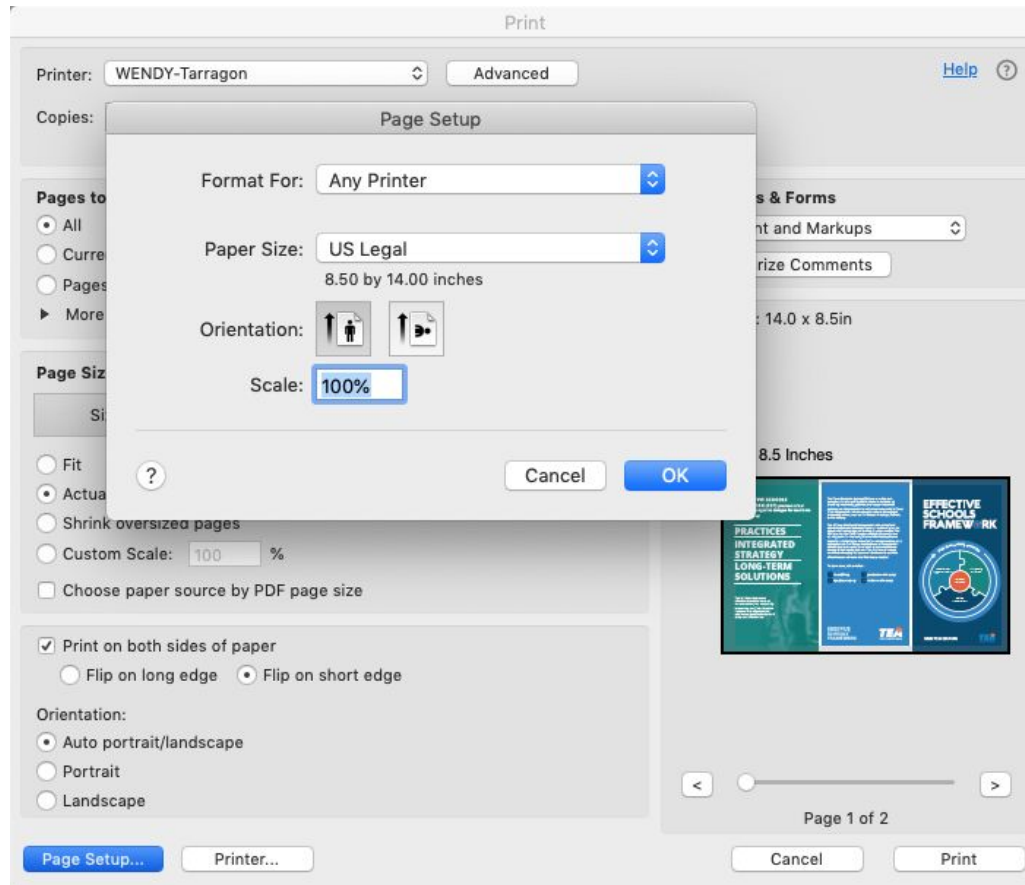 Print
Printer: WENDY-Tarragon Advanced Help ?
Copies:
Page Setup
Format For: Any Printer
Paper Size: US Legal
8.50 by 14.00 inches
Orientation:
Scale: 100%
? Cancel OK
Pages to
All
Curre
Pages
More
s & Forms
nt and Markups
rize Comments
: 14.0 x 8.5in
Page Siz
Si
Fit
Actua
Shrink oversized pages
Custom Scale: 100 %
Choose paper source by PDF page size
8.5 Inches
PRACTICES
INTEGRATED
STRATEGY
LONG-TERM
SOLUTIONS
TEA
EFFECTIVE
SCHOOLS
FRAMEW RK
Print on both sides of paper
Flip on long edge Flip on short edge
Orientation:
Auto portrait/landscape
Portrait
Landscape
< >
Page 1 of 2
Page Setup... Printer... Cancel Print